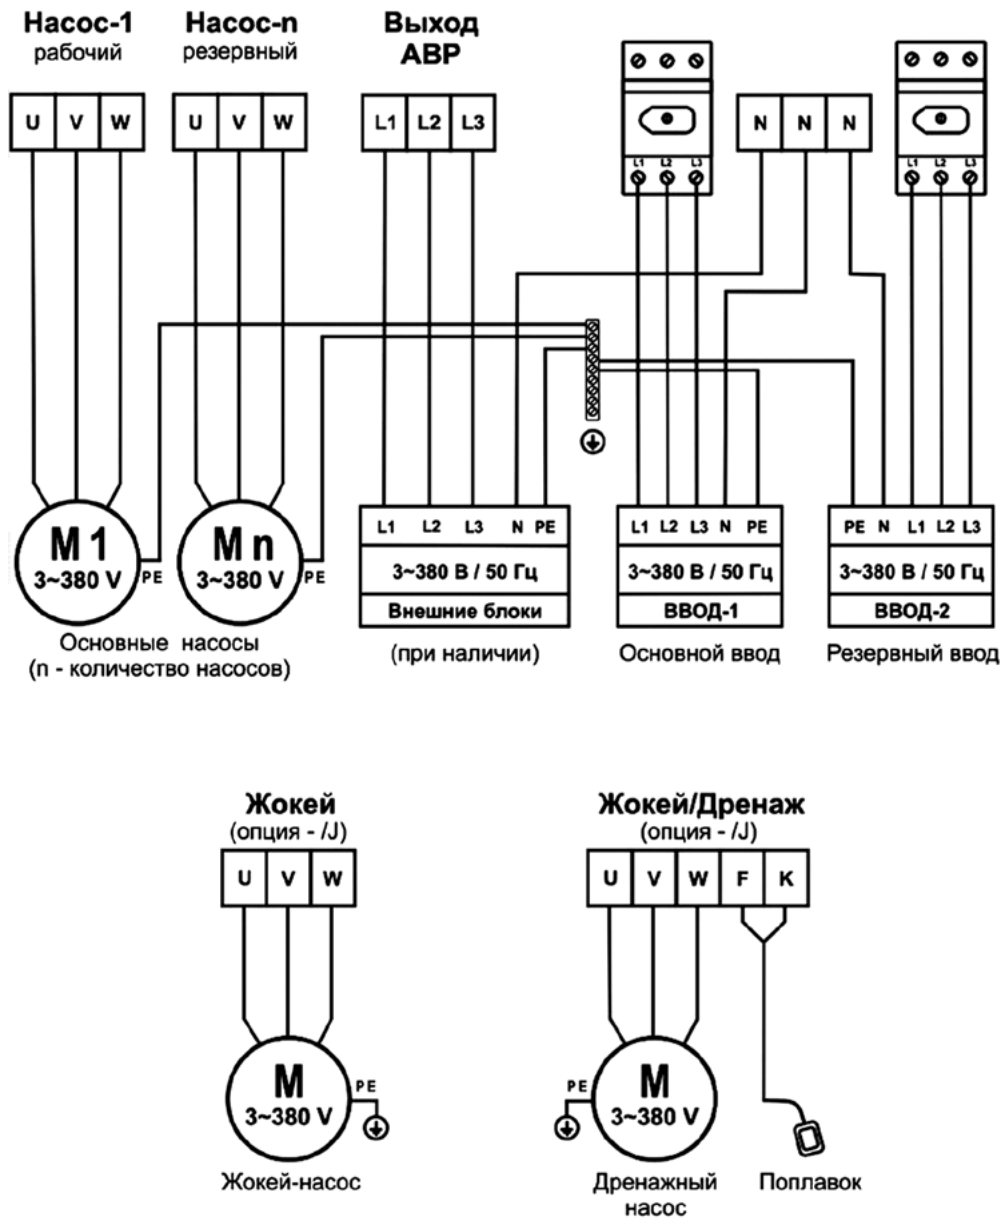 Насос-1
рабочий
Насос-n
резервный
Выход
АВР
U V W
U V W
L1 L2 L3
N N N
L1 L2 L3
L1 L2 L3
М 1
3~380 V
PE
М n
3~380 V
PE
L1 L2 L3 N PE
3~380 В / 50 Гц
Внешние блоки
L1 L2 L3 N PE
3~380 В / 50 Гц
ВВОД-1
PE N L1 L2 L3
3~380 В / 50 Гц
ВВОД-2
Основные насосы
(n - количество насосов)
(при наличии)
Основной ввод
Резервный ввод
Жокей
(опция - /J)
U V W
М
3~380 V
PE
Жокей-насос
Жокей/Дренаж
(опция - /J)
U V W F K
PE
М
3~380 V
Дренажный
насос
Поплавок